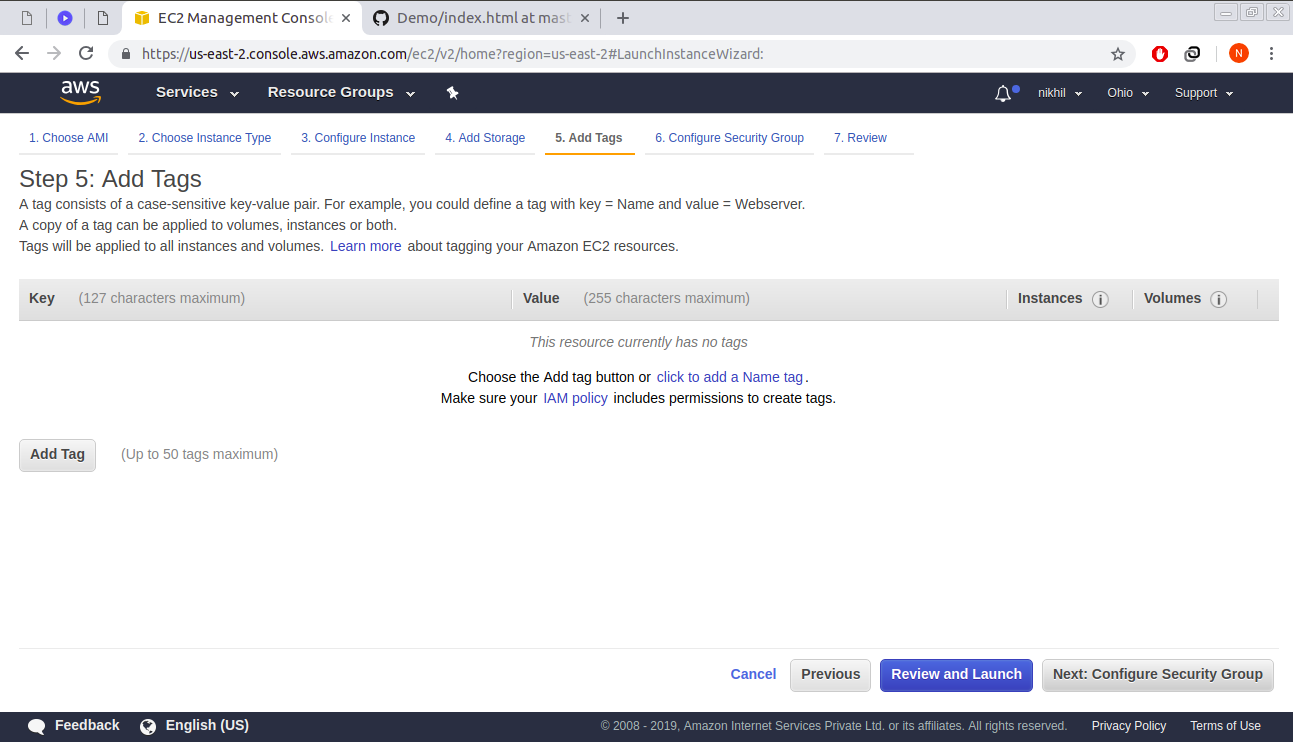 EC2 Management Console
Demo/index.html at mast
https://us-east-2.console.aws.amazon.com/ec2/v2/home?region=us-east-2#LaunchInstanceWizard:
N
aws
Services
Resource Groups
nikhil
Ohio
Support
1. Choose AMI
2. Choose Instance Type
3. Configure Instance
4. Add Storage
5. Add Tags
6. Configure Security Group
7. Review
Step 5: Add Tags
A tag consists of a case-sensitive key-value pair. For example, you could define a tag with key = Name and value = Webserver.
A copy of a tag can be applied to volumes, instances or both.
Tags will be applied to all instances and volumes. Learn more about tagging your Amazon EC2 resources.
Key (127 characters maximum)
Value (255 characters maximum)
Instances i
Volumes i
This resource currently has no tags
Choose the Add tag button or click to add a Name tag.
Make sure your IAM policy includes permissions to create tags.
Add Tag
(Up to 50 tags maximum)
Cancel
Previous
Review and Launch
Next: Configure Security Group
Feedback
English (US)
© 2008 - 2019, Amazon Internet Services Private Ltd. or its affiliates. All rights reserved.
Privacy Policy
Terms of Use